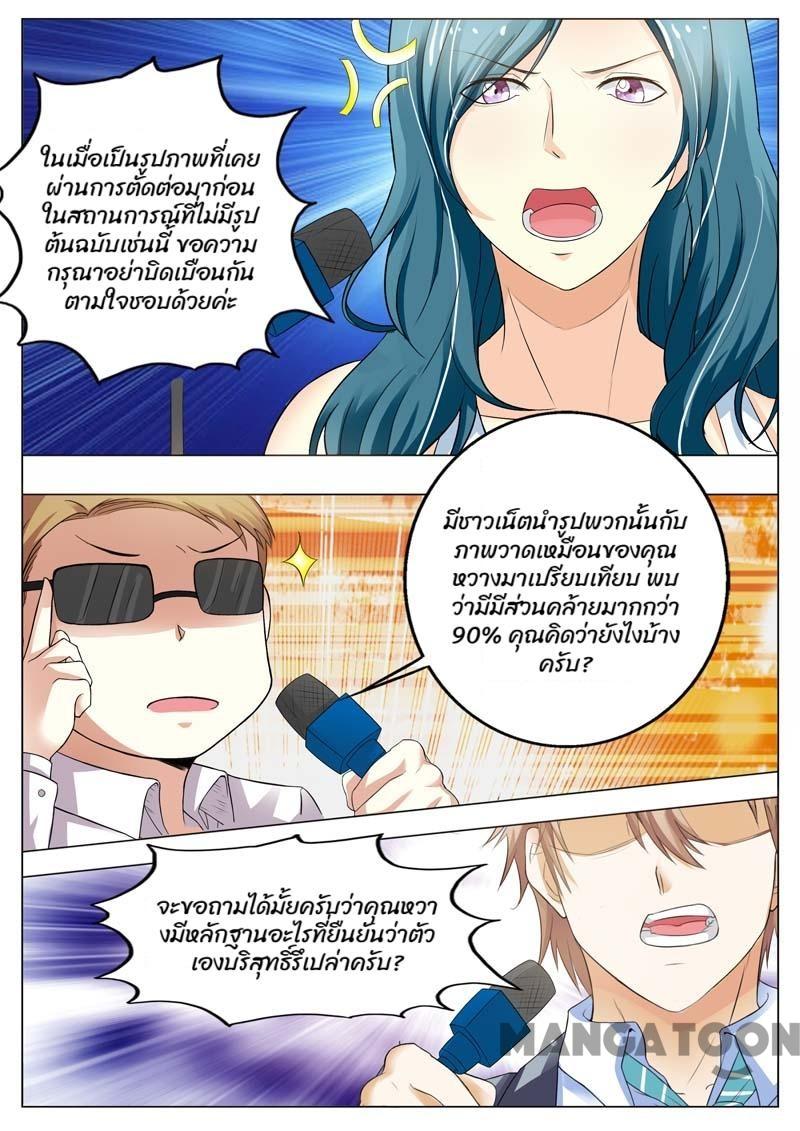 ในเมื่อเป็นรูปภาพที่เคย
ผ่านการตัดต่อมาก่อน
ในสถานการณ์ที่ไม่มีรูป
ต้นฉบับเช่นนี้ ขอความ
กรุณาอย่าบิดเบือนกัน
ตามใจชอบด้วยค่ะ
มีชาวเน็ตนำรูปพวกนั้นกับ
ภาพวาดเหมือนของคุณ
หวางมาเปรียบเทียบ พบ
ว่ามีมีส่วนคล้ายมากกว่า
90% คุณคิดว่ายังไงบ้าง
ครับ?
จะขอถามได้มั้ยครับว่าคุณหวา
งมีหลักฐานอะไรที่ยืนยันว่าตัว
เองบริสุทธิ์รึเปล่าครับ?
MANGATOON